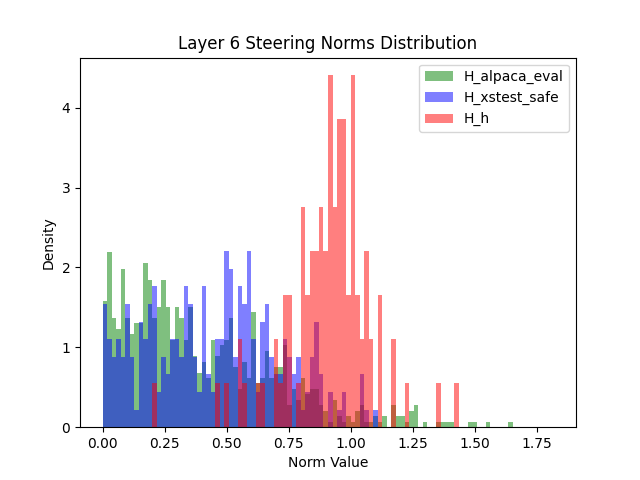 Layer 6 Steering Norms Distribution
H_alpaca_eval
H_xstest_safe
H_h
Density
4
3
2
1
0
0.00 0.25 0.50 0.75 1.00 1.25 1.50 1.75
Norm Value